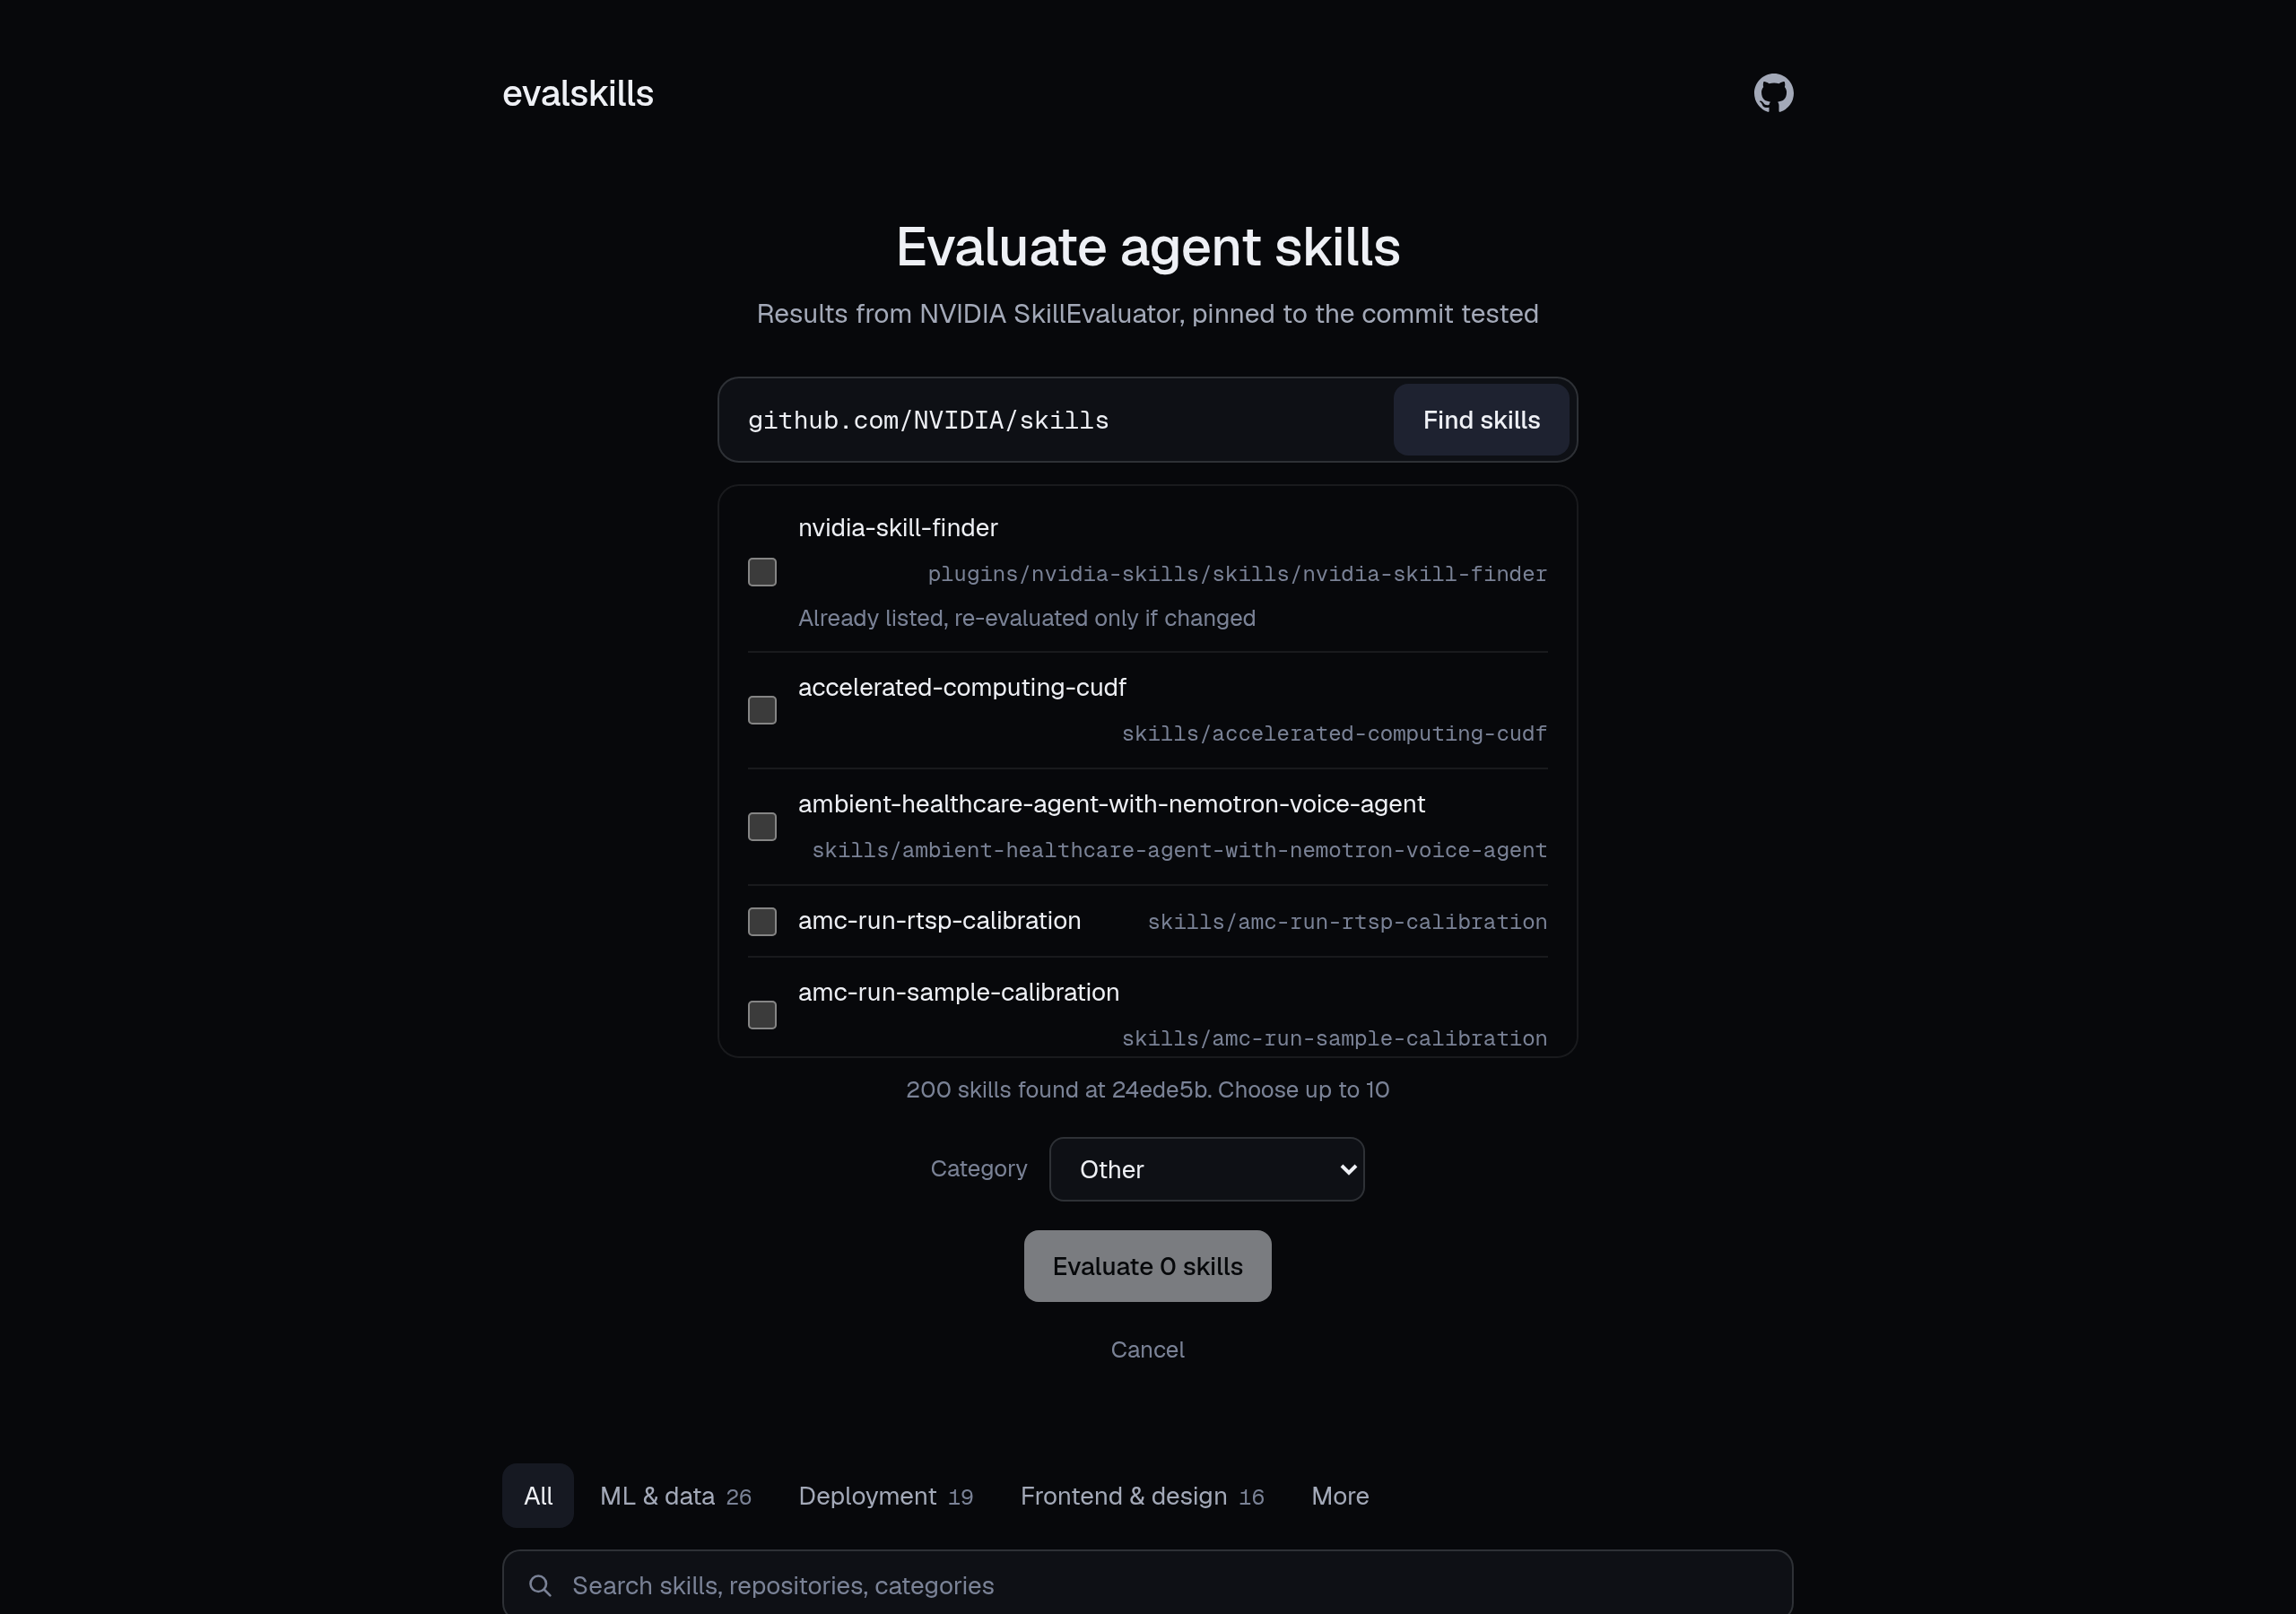 evalskills
Evaluate agent skills
Results from NVIDIA SkillEvaluator, pinned to the commit tested
github.com/NVIDIA/skills
Find skills
nvidia-skill-finder
plugins/nvidia-skills/skills/nvidia-skill-finder
Already listed, re-evaluated only if changed
accelerated-computing-cudf
skills/accelerated-computing-cudf
ambient-healthcare-agent-with-nemotron-voice-agent
skills/ambient-healthcare-agent-with-nemotron-voice-agent
amc-run-rtsp-calibration skills/amc-run-rtsp-calibration
amc-run-sample-calibration
skills/amc-run-sample-calibration
200 skills found at 24ede5b. Choose up to 10
Category Other
Evaluate 0 skills
Cancel
All ML & data 26 Deployment 19 Frontend & design 16 More
Search skills, repositories, categories